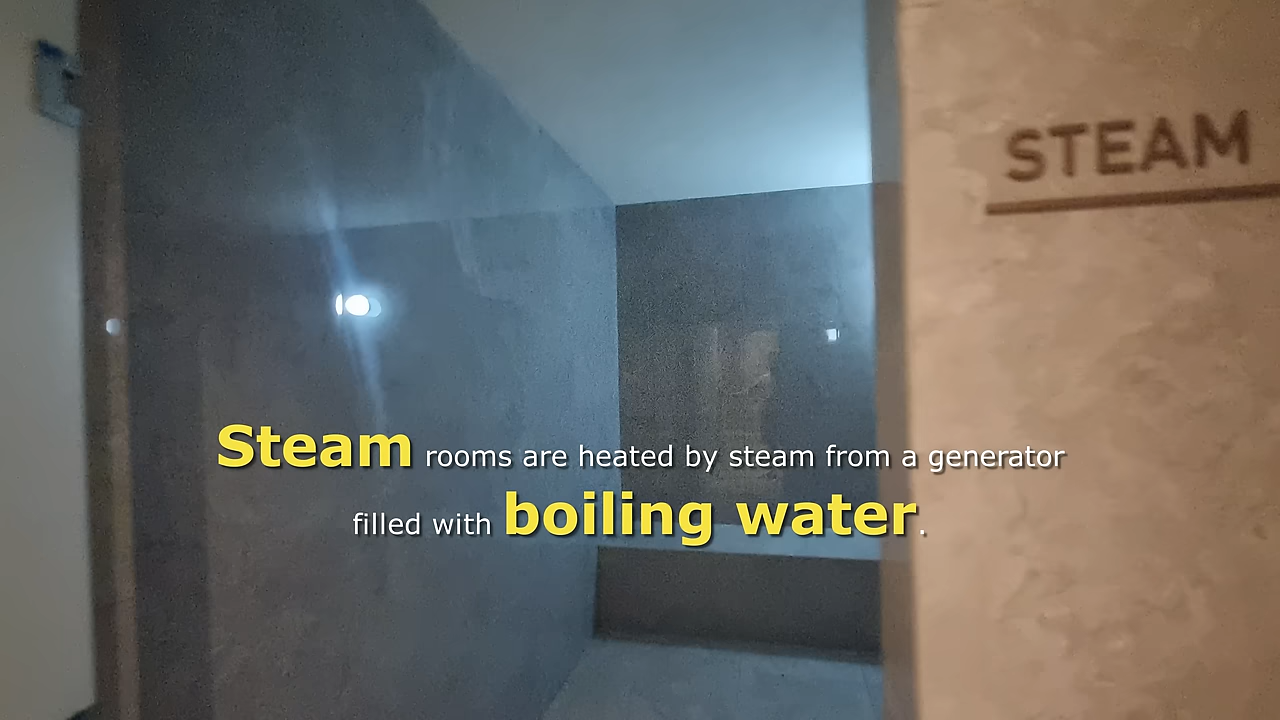 STEAM
Steam rooms are heated by steam from a generator
filled with boiling water.